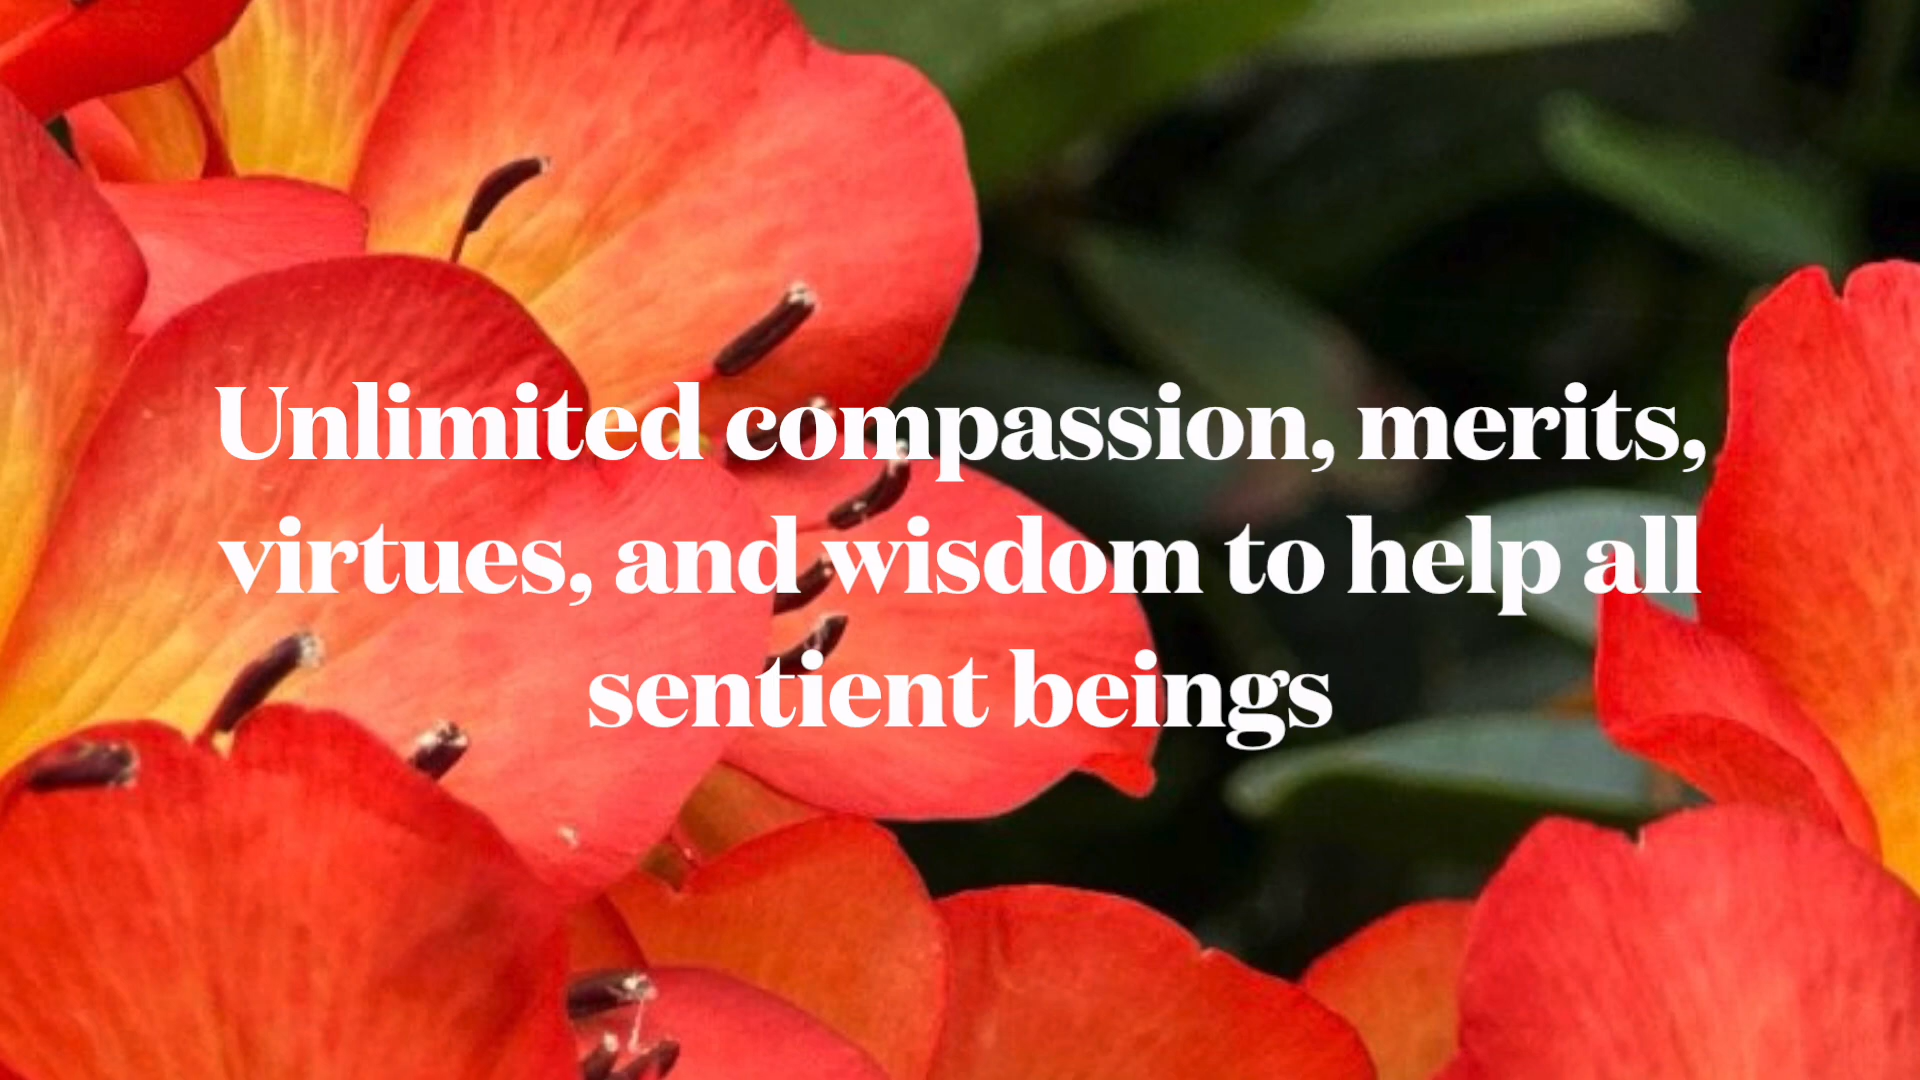 Unlimited compassion, merits,
virtues, and wisdom to help all
sentient beings